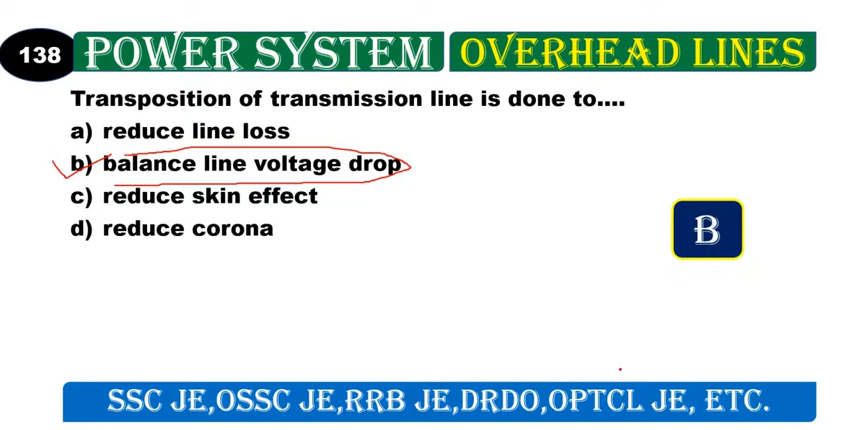 138
POWER SYSTEM
OVERHEAD LINES
Transposition of transmission line is done to....
a) reduce line loss
b) balance line voltage drop
c) reduce skin effect
d) reduce corona
B
SSC JE,OSSC JE,RRB JE,DRDO,OPTCL JE, ETC.